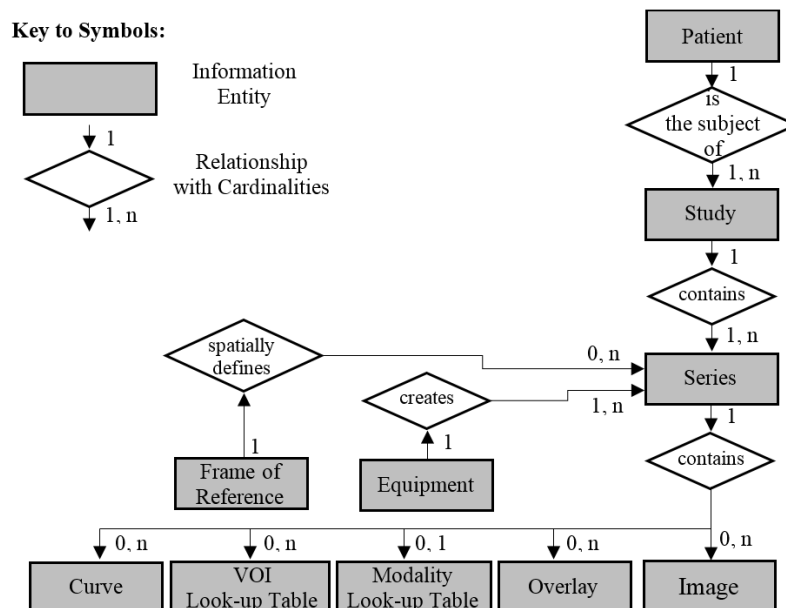 Key to Symbols:
Information
Entity
1
Relationship
with Cardinalities
1, n
Patient
1
is
the subject
of
1, n
Study
1
contains
1, n
spatially
defines
0, n
Series
creates
1, n
1
1
1
contains
Frame of
Reference
Equipment
0, n
0, n
0, 1
0, n
0, n
Curve
VOI
Look-up Table
Modality
Look-up Table
Overlay
Image